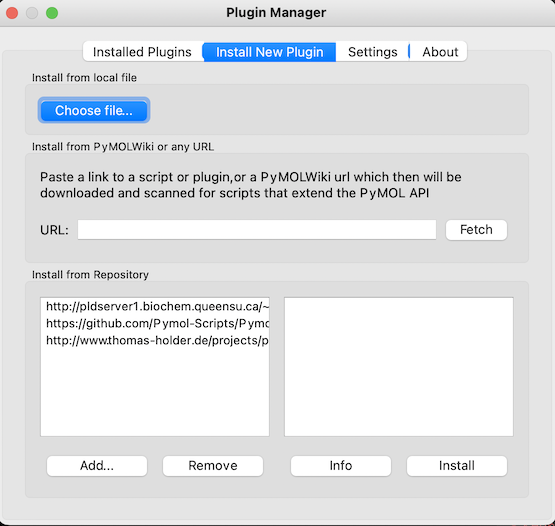 Plugin Manager
Installed Plugins Install New Plugin Settings About
Install from local file
Choose file...
Install from PyMOLWiki or any URL
Paste a link to a script or plugin,or a PyMOLWiki url which then will be
downloaded and scanned for scripts that extend the PyMOL API
URL: Fetch
Install from Repository
http://pldserver1.biochem.queensu.ca/~
https://github.com/Pymol-Scripts/Pymo
http://www.thomas-holder.de/projects/p
Add... Remove Info Install